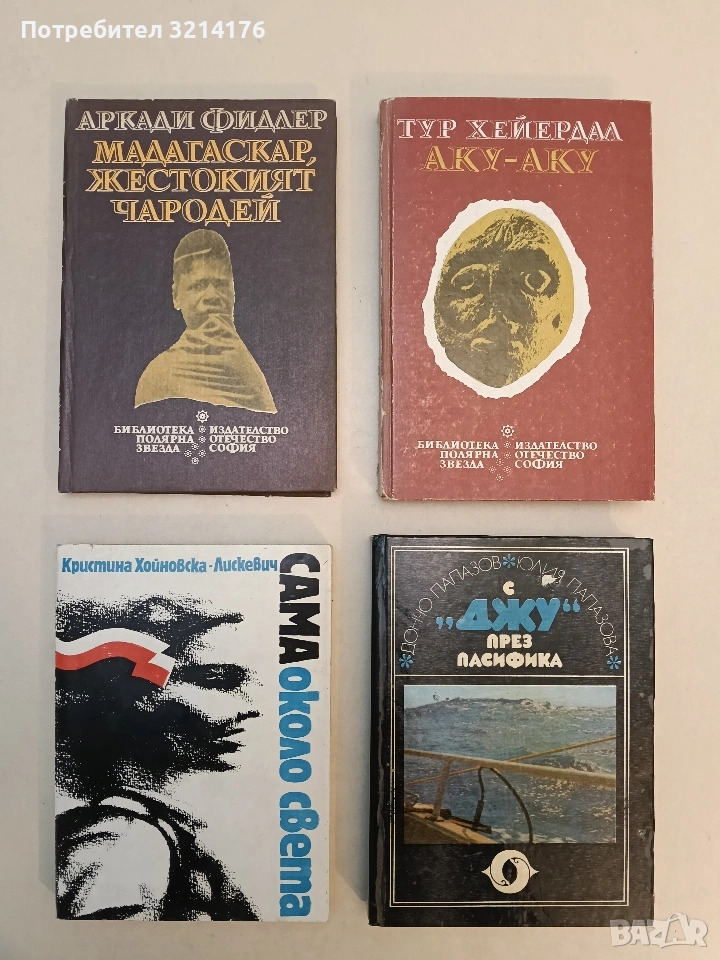 Потребител 3214176
АРКАДИ ФИДЛЕР
МАДАГАСКАР,
ЖЕСТОКИЯТ
ЧАРОДЕЙ
БИБЛИОТЕКА ИЗДАТЕЛСТВО
ПОЛЯРНА ОТЕЧЕСТВО
ЗВЕЗДА СОФИЯ
ТУР ХЕЙЕРДАЛ
АКУ-АКУ
БИБЛИОТЕКА ИЗДАТЕЛСТВО
ПОЛЯРНА ОТЕЧЕСТВО
ЗВЕЗДА СОФИЯ
Кристина Хойновска-Лискевич
САМА около света
ДОНЧО ПАПАЗОВ*ЮЛИЯ ПАПАЗОВА
С
„ДЖУ“
ПРЕЗ
ПАСИФИКА
BAZAR